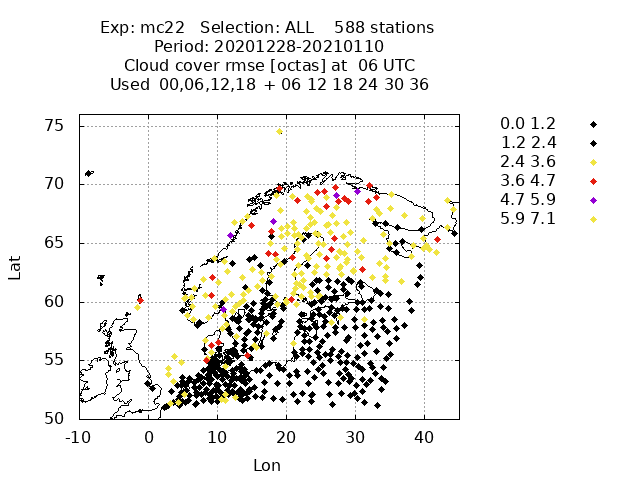 Exp: mc22 Selection: ALL 588 stations
Period: 20201228-20210110
Cloud cover rmse [octas] at 06 UTC
Used 00,06,12,18 + 06 12 18 24 30 36
75
70
65
60
55
50
Lat
-10 0 10 20 30 40
Lon
0.0 1.2
1.2 2.4
2.4 3.6
3.6 4.7
4.7 5.9
5.9 7.1